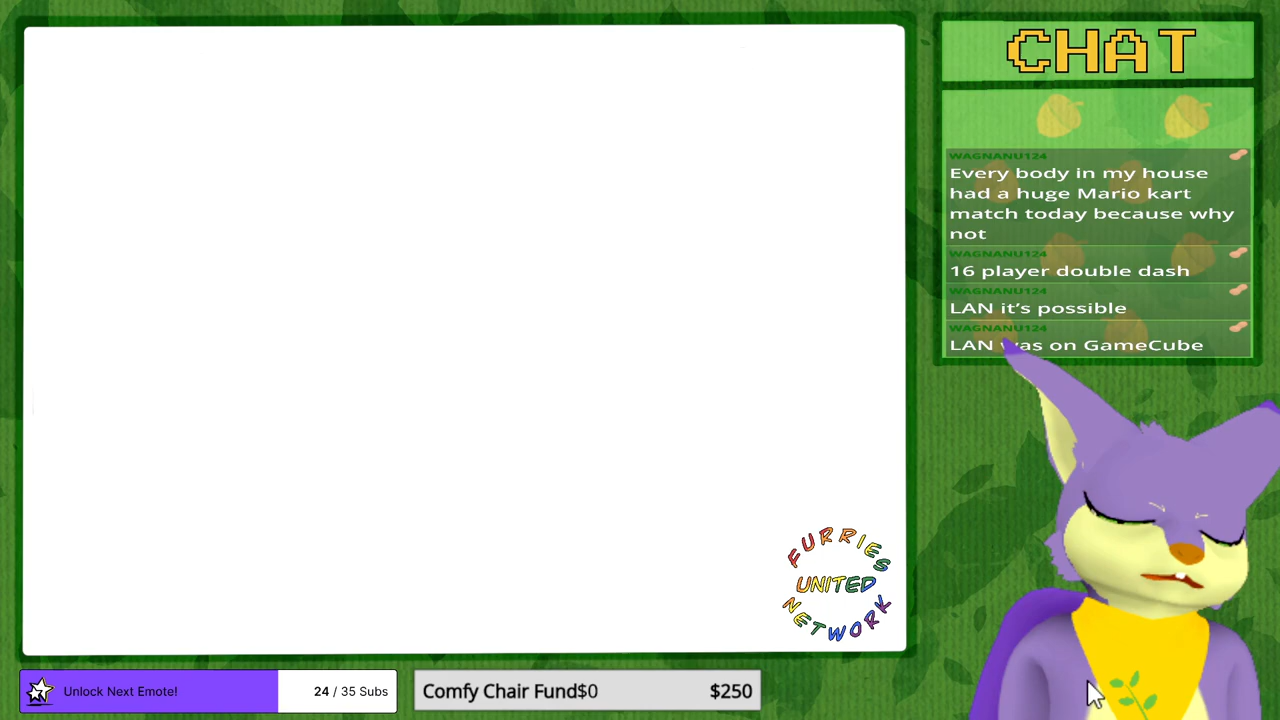 CHAT
WAGNANU124
Every body in my house
had a huge Mario kart
match today because why
not
WAGNANU124
16 player double dash
WAGNANU124
LAN it's possible
WAGNANU124
LAN was on GameCube
FURRIES
UNITED
NETWORK
Unlock Next Emote!
24 / 35 Subs
Comfy Chair Fund$0
$250